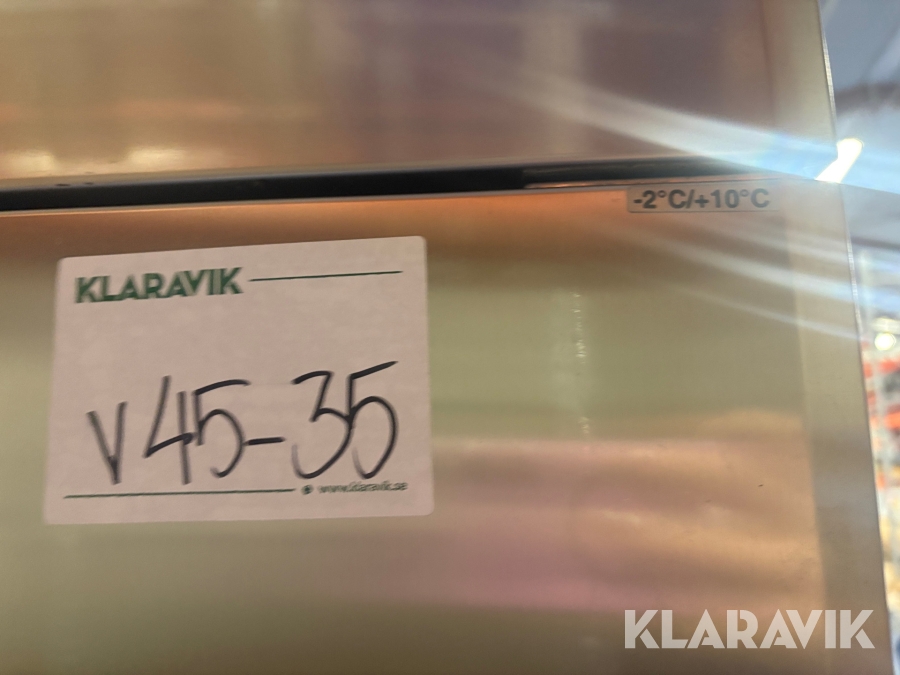 -2°C/+10°C
KLARAVIK
V45-35
www.klaravik.se
KLARAVIK